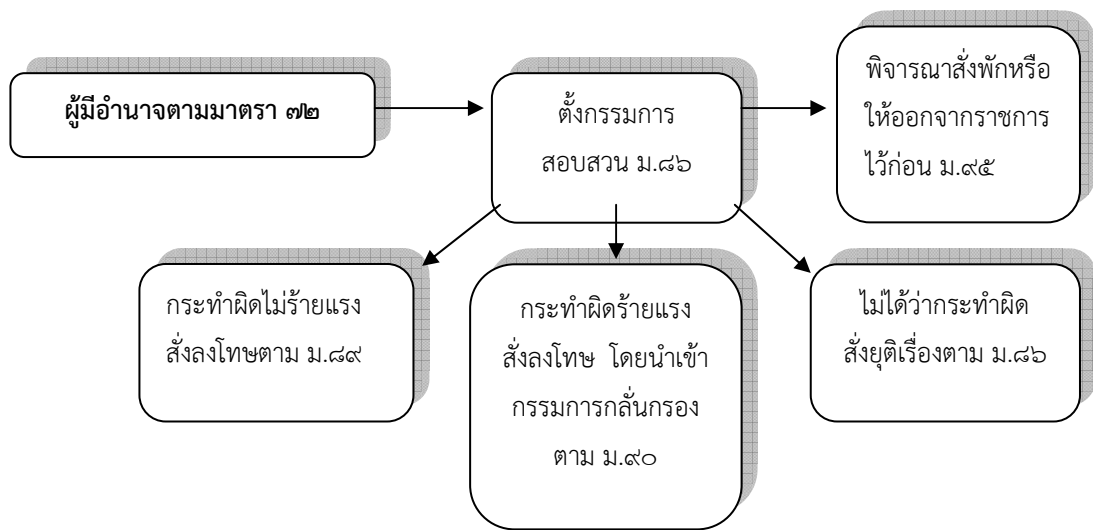 ผู้มีอำนาจตามมาตรา ๗๒
ตั้งกรรมการ
สอบสวน ม.๘๖
พิจารณาสั่งพักหรือ
ให้ออกจากราชการ
ไว้ก่อน ม.๙๕
กระทำผิดไม่ร้ายแรง
สั่งลงโทษตาม ม.๘๙
กระทำผิดร้ายแรง
สั่งลงโทษ โดยนำเข้า
กรรมการกลั่นกรอง
ตาม ม.๙๐
ไม่ได้ว่ากระทำผิด
สั่งยุติเรื่องตาม ม.๘๖